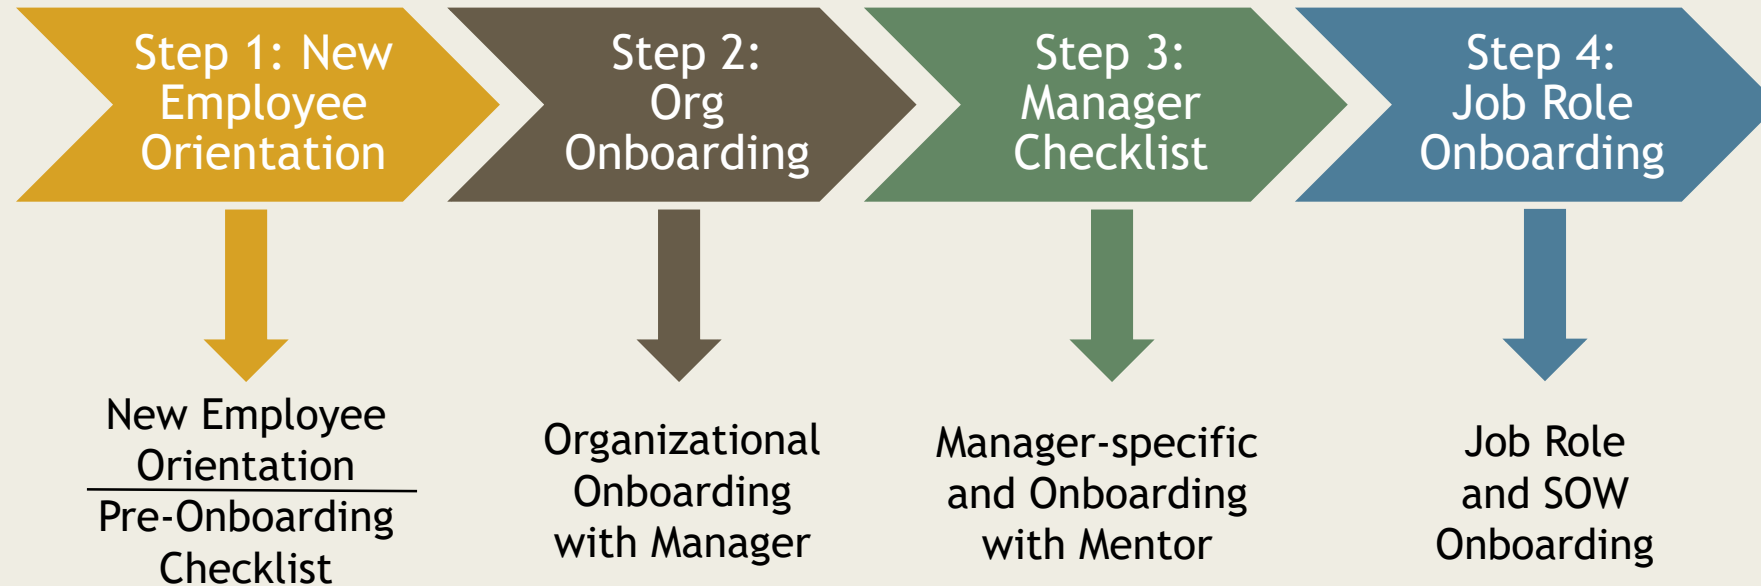 Step 1: New
Employee
Orientation
Step 2:
Org
Onboarding
Step 3:
Manager
Checklist
Step 4:
Job Role
Onboarding
New Employee
Orientation
Pre-Onboarding
Checklist
Organizational
Onboarding
with Manager
Manager-specific
and Onboarding
with Mentor
Job Role
and SOW
Onboarding